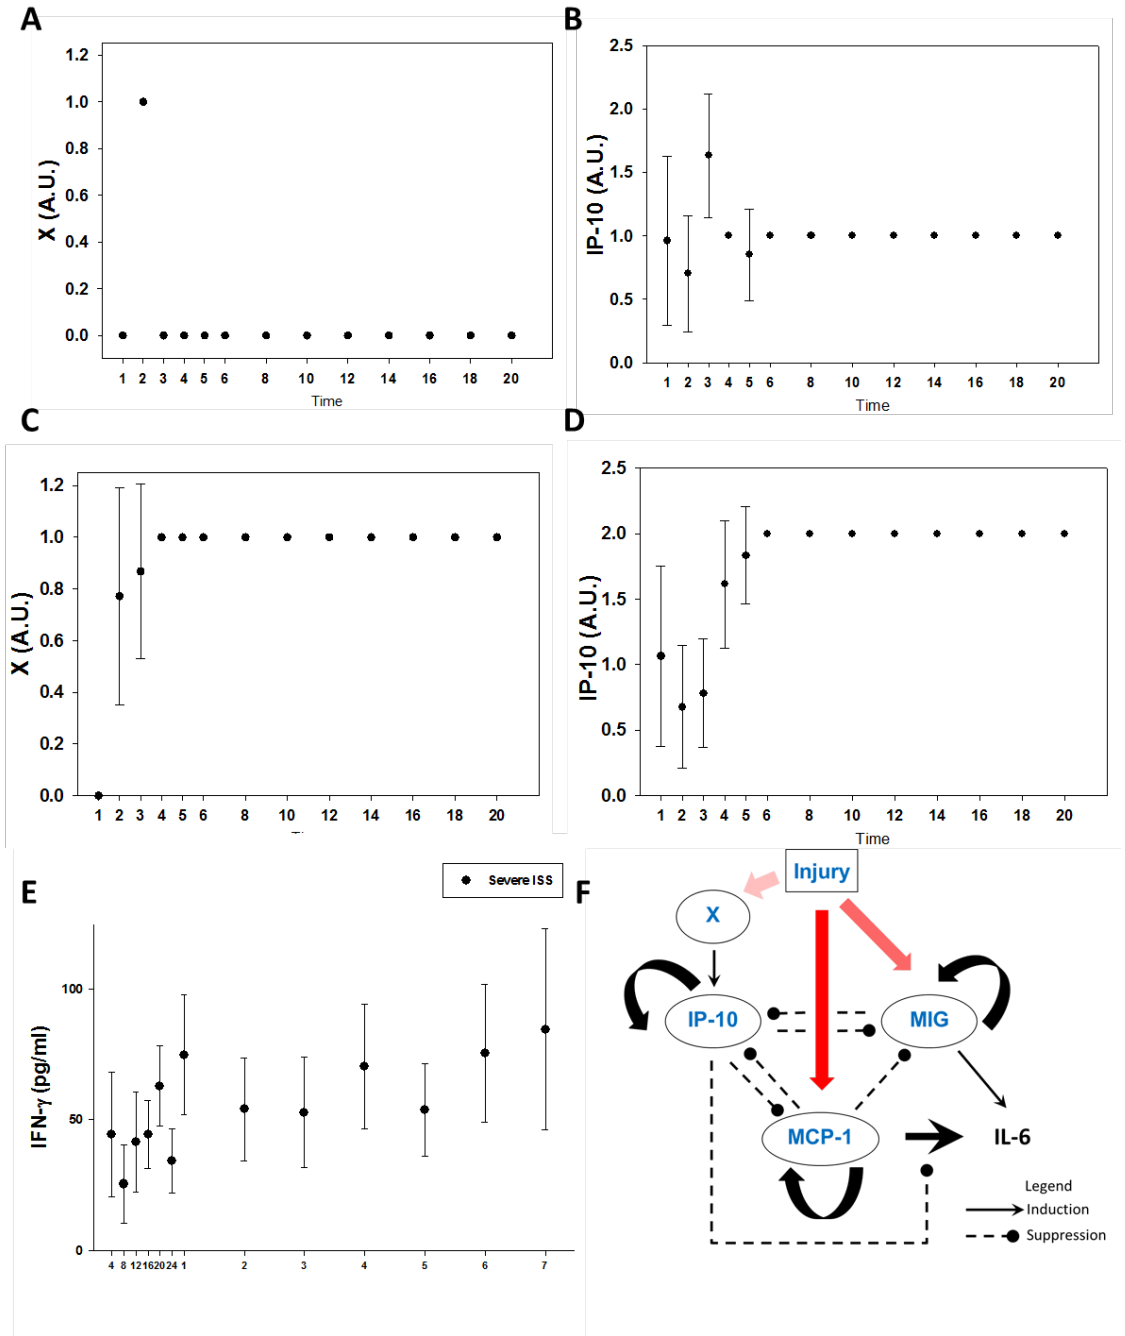 A
X (A.U.)
1.2
1.0
0.8
0.6
0.4
0.2
0.0
1 2 3 4 5 6 8 10 12 14 16 18 20
Time
B
IP-10 (A.U.)
2.5
2.0
1.5
1.0
0.5
0.0
1 2 3 4 5 6 8 10 12 14 16 18 20
Time
C
X (A.U.)
1.2
1.0
0.8
0.6
0.4
0.2
0.0
1 2 3 4 5 6 8 10 12 14 16 18 20
D
IP-10 (A.U.)
2.5
2.0
1.5
1.0
0.5
0.0
1 2 3 4 5 6 8 10 12 14 16 18 20
Time
E
Severe ISS
IFN-γ (pg/ml)
100
50
0
4 8 12 16 20 24 1 2 3 4 5 6 7
F
Injury
X
IP-10
MIG
MCP-1
IL-6
Legend
Induction
Suppression